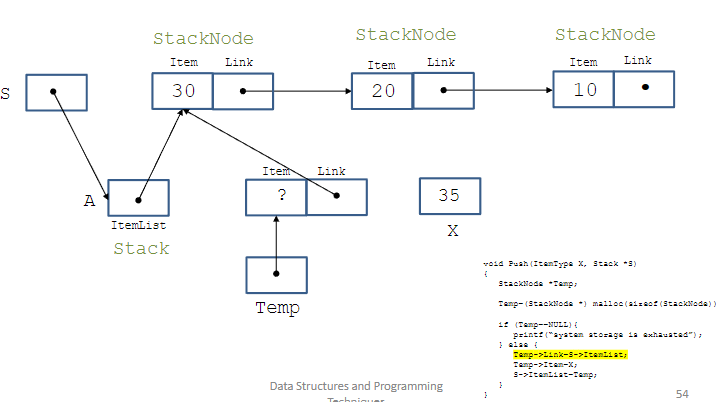 StackNode
StackNode
StackNode
Item Link
Item Link
Item Link
S
30
20
10
Item Link
A
?
35
ItemList
X
Stack
Temp
void Push(ItemType X, Stack *S)
{
StackNode *Temp;
Temp=(StackNode *) malloc(sizeof(StackNode))
if (Temp==NULL){
printf("system storage is exhausted");
} else {
Temp->Link=S->ItemList;
Temp->Item=X;
S->ItemList=Temp;
}
}
Data Structures and Programming
Techniques
54